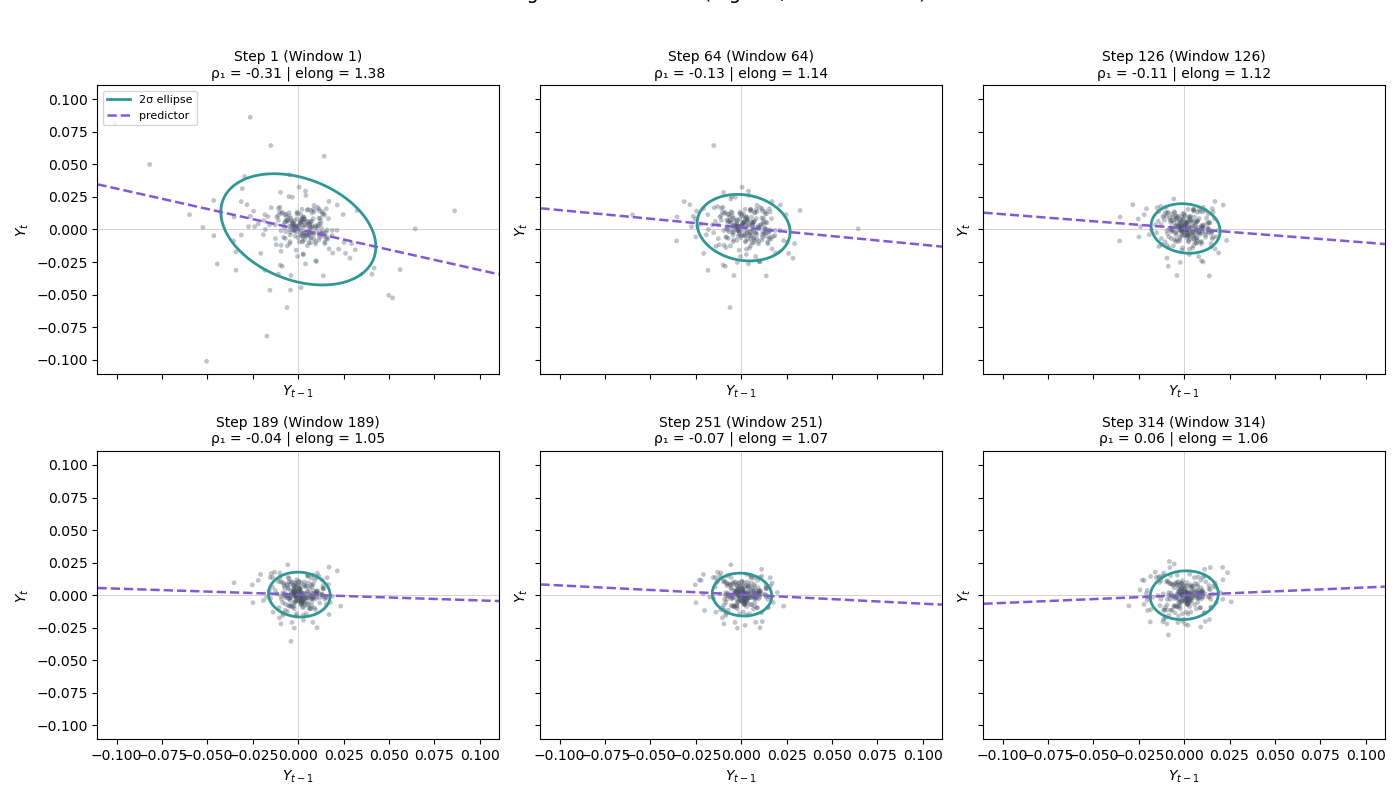 Step 1 (Window 1)
ρ₁ = -0.31 | elong = 1.38
Step 64 (Window 64)
ρ₁ = -0.13 | elong = 1.14
Step 126 (Window 126)
ρ₁ = -0.11 | elong = 1.12
2σ ellipse
predictor
0.100
0.075
0.050
0.025
0.000
−0.025
−0.050
−0.075
−0.100
Yt
Yt
Yt
Yt−1
Yt−1
Yt−1
Step 189 (Window 189)
ρ₁ = -0.04 | elong = 1.05
Step 251 (Window 251)
ρ₁ = -0.07 | elong = 1.07
Step 314 (Window 314)
ρ₁ = 0.06 | elong = 1.06
0.100
0.075
0.050
0.025
0.000
−0.025
−0.050
−0.075
−0.100
Yt
Yt
Yt
−0.100 −0.075 −0.050 −0.025 0.000 0.025 0.050 0.075 0.100
−0.100 −0.075 −0.050 −0.025 0.000 0.025 0.050 0.075 0.100
−0.100 −0.075 −0.050 −0.025 0.000 0.025 0.050 0.075 0.100
Yt−1
Yt−1
Yt−1